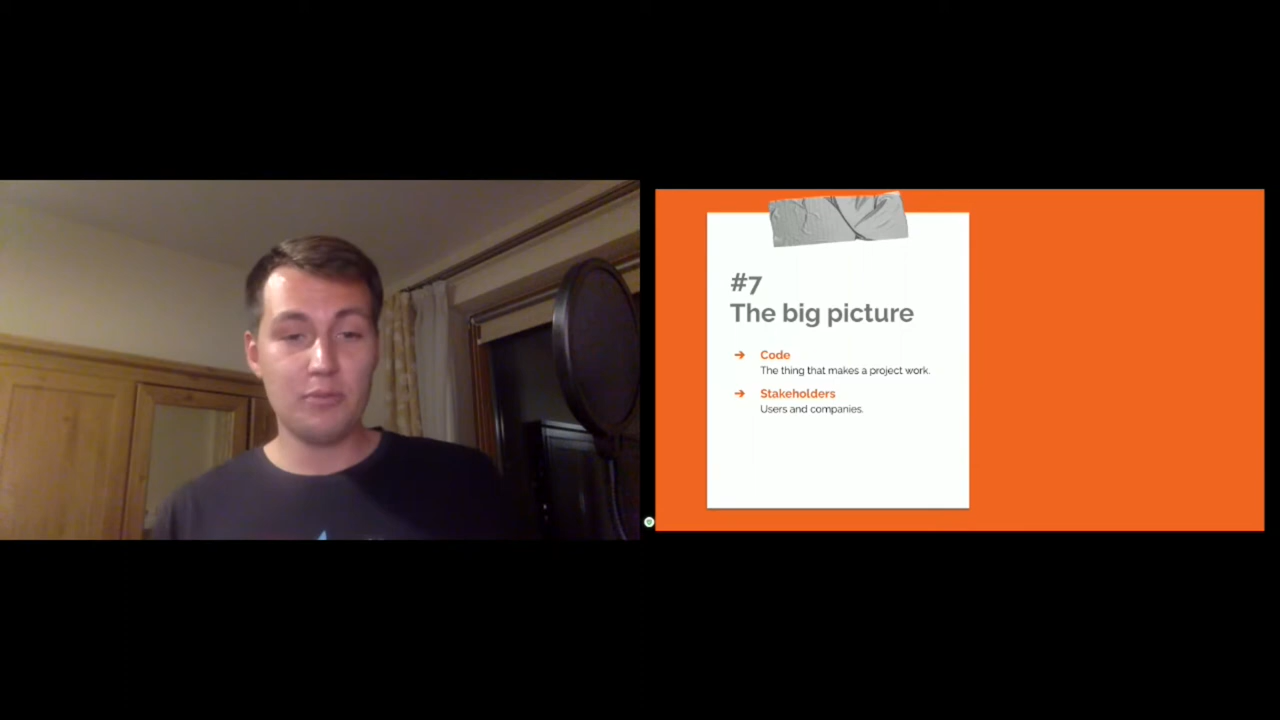 #7
The big picture
➔ Code
The thing that makes a project work.
➔ Stakeholders
Users and companies.